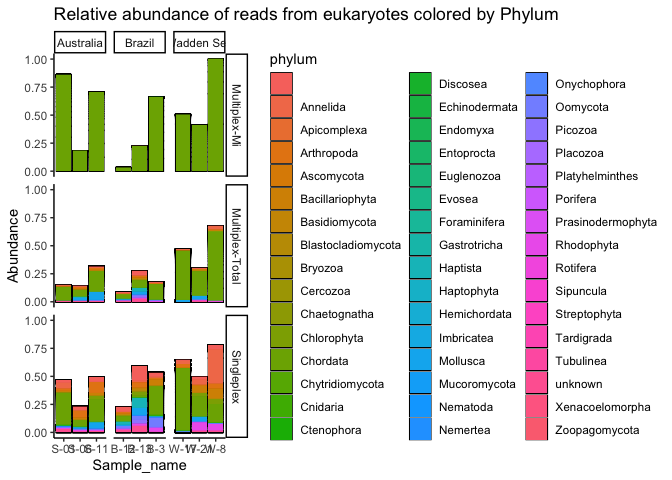 Relative abundance of reads from eukaryotes colored by Phylum
Australia
Brazil
adden Se
Abundance
1.00
0.75
0.50
0.25
0.00
Multiplex-Mi
1.00
0.75
0.50
0.25
0.00
Multiplex-Total
1.00
0.75
0.50
0.25
0.00
Singleplex
S-11
B-12
B-3
W-8
Sample_name
phylum
Annelida
Apicomplexa
Arthropoda
Ascomycota
Bacillariophyta
Basidiomycota
Blastocladiomycota
Bryozoa
Cercozoa
Chaetognatha
Chlorophyta
Chordata
Chytridiomycota
Cnidaria
Ctenophora
Discosea
Echinodermata
Endomyxa
Entoprocta
Euglenozoa
Evosea
Foraminifera
Gastrotricha
Haptista
Haptophyta
Hemichordata
Imbricatea
Mollusca
Mucoromycota
Nematoda
Nemertea
Onychophora
Oomycota
Picozoa
Placozoa
Platyhelminthes
Porifera
Prasinodermophyta
Rhodophyta
Rotifera
Sipuncula
Streptophyta
Tardigrada
Tubulinea
unknown
Xenacoelomorpha
Zoopagomycota